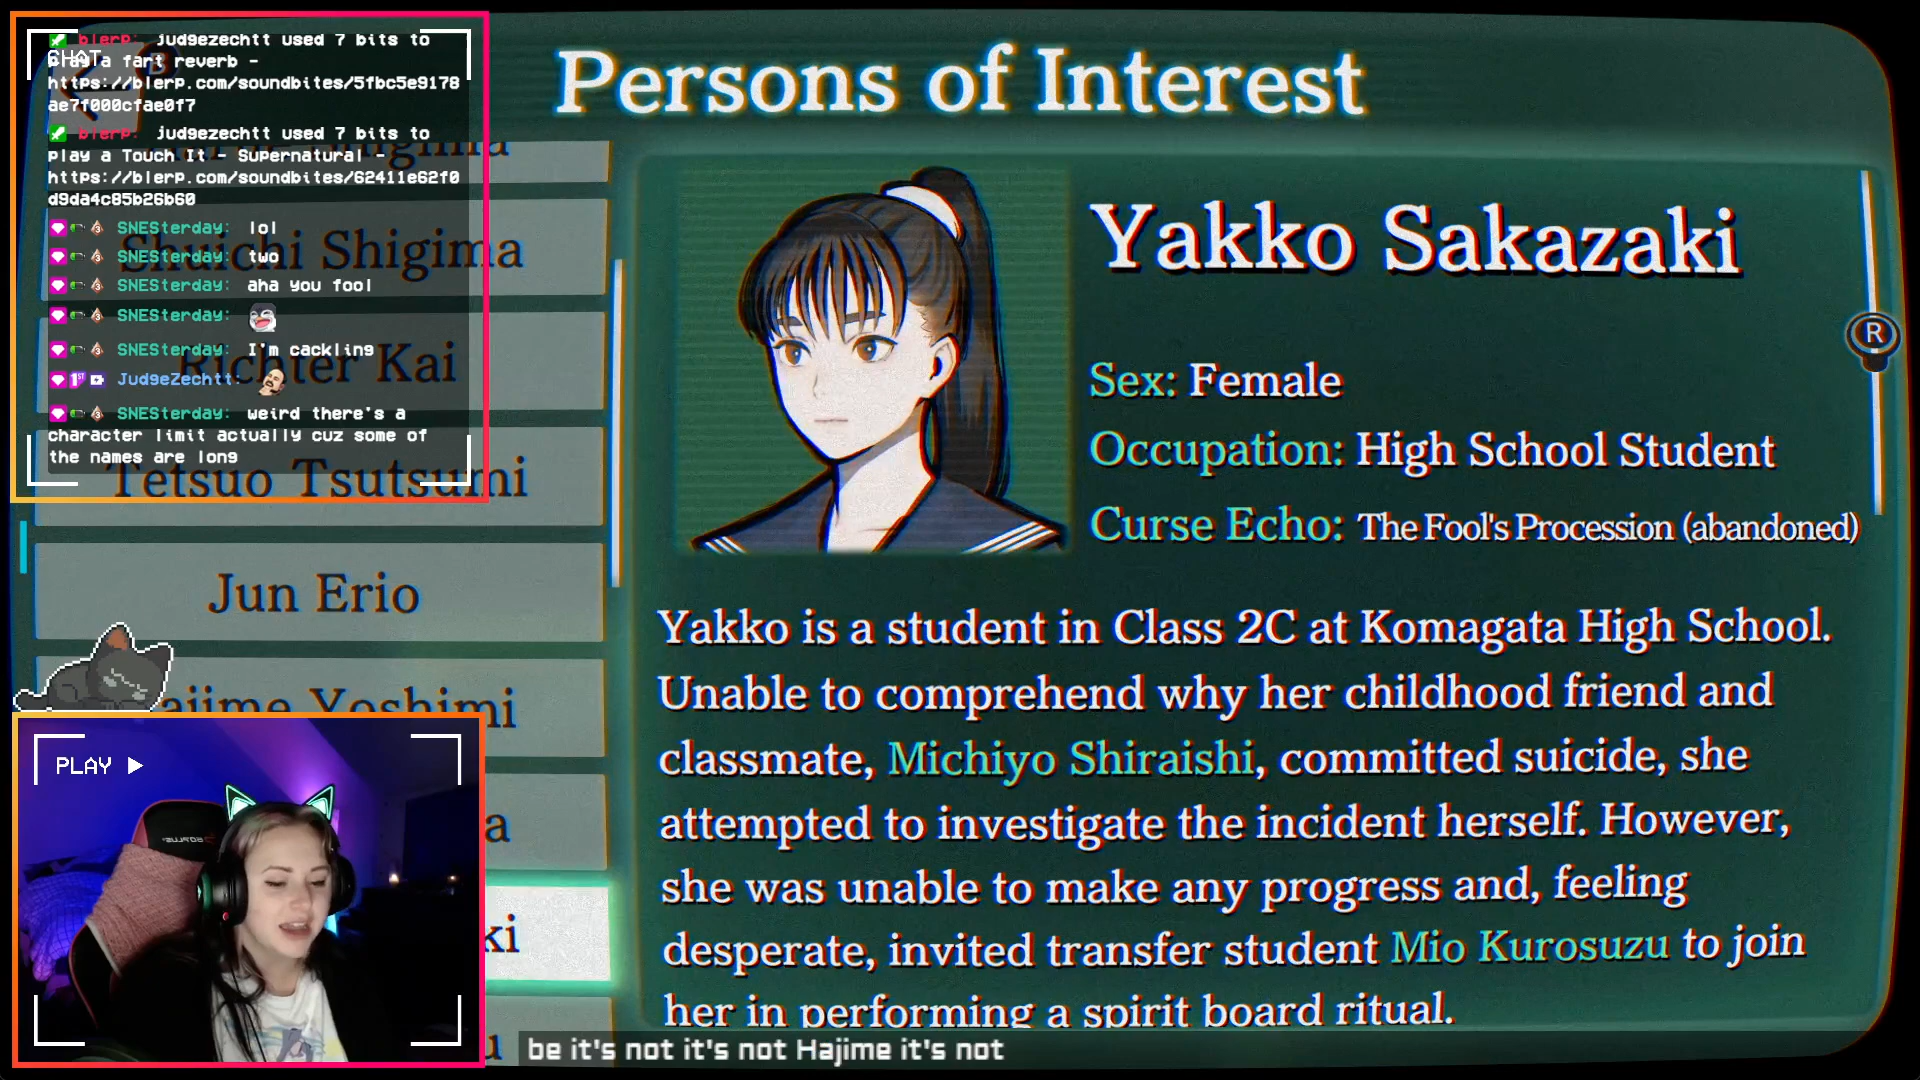 CHAT
blerp: JudgeZechtt used 7 bits to
play a fart reverb -
https://blerp.com/soundbites/5fbc5e9178
ae7f000cfae0f7
blerp: JudgeZechtt used 7 bits to
play a Touch It - Supernatural -
https://blerp.com/soundbites/62411e62f0
d9da4c85b26b60
SNESterday: lol
SNESterday: two
SNESterday: aha you fool
SNESterday:
SNESterday: I'm cackling
JudgeZechtt:
SNESterday: weird there's a
character limit actually cuz some of
the names are long
Persons of Interest
Shuichi Shigima
Richter Kai
Tetsuo Tsutsumi
Jun Erio
Hajime Yoshimi
a
ki
u
PLAY
Yakko Sakazaki
R
Sex: Female
Occupation: High School Student
Curse Echo: The Fool's Procession (abandoned)
Yakko is a student in Class 2C at Komagata High School.
Unable to comprehend why her childhood friend and
classmate, Michiyo Shiraishi, committed suicide, she
attempted to investigate the incident herself. However,
she was unable to make any progress and, feeling
desperate, invited transfer student Mio Kurosuzu to join
her in performing a spirit board ritual.
be it's not it's not Hajime it's not